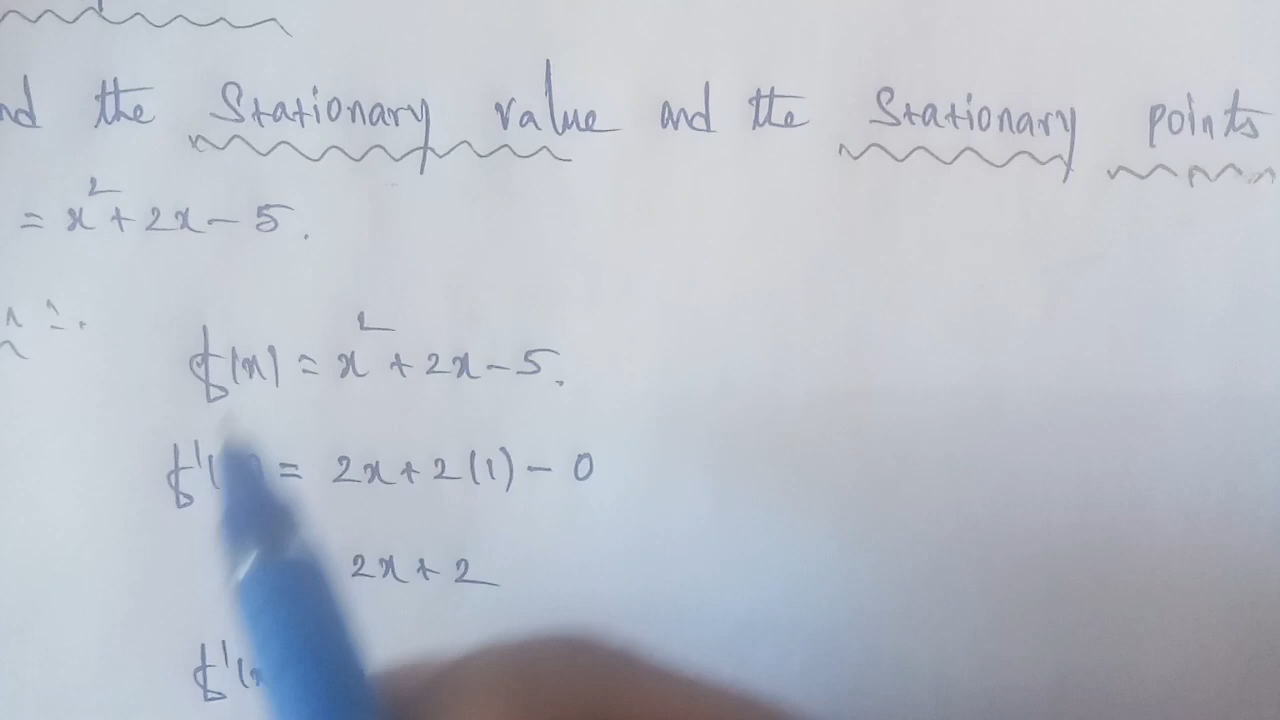 nd the Stationary value and the Stationary points
= x² + 2x - 5.
n :-
f(x) = x² + 2x - 5.
f'( = 2x + 2(1) - 0
2x + 2
f'(x